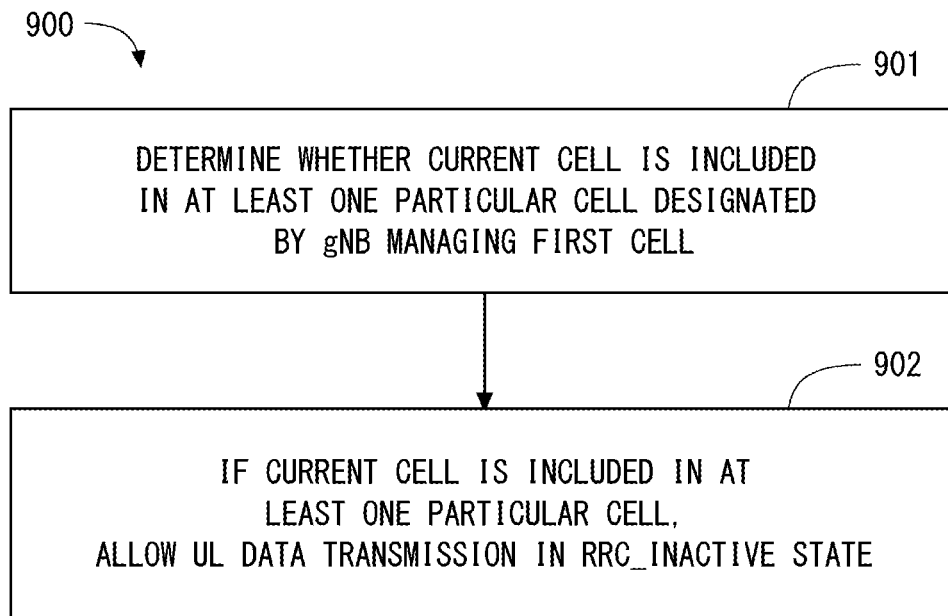 900
901
DETERMINE WHETHER CURRENT CELL IS INCLUDED
IN AT LEAST ONE PARTICULAR CELL DESIGNATED
BY gNB MANAGING FIRST CELL
902
IF CURRENT CELL IS INCLUDED IN AT
LEAST ONE PARTICULAR CELL,
ALLOW UL DATA TRANSMISSION IN RRC_INACTIVE STATE